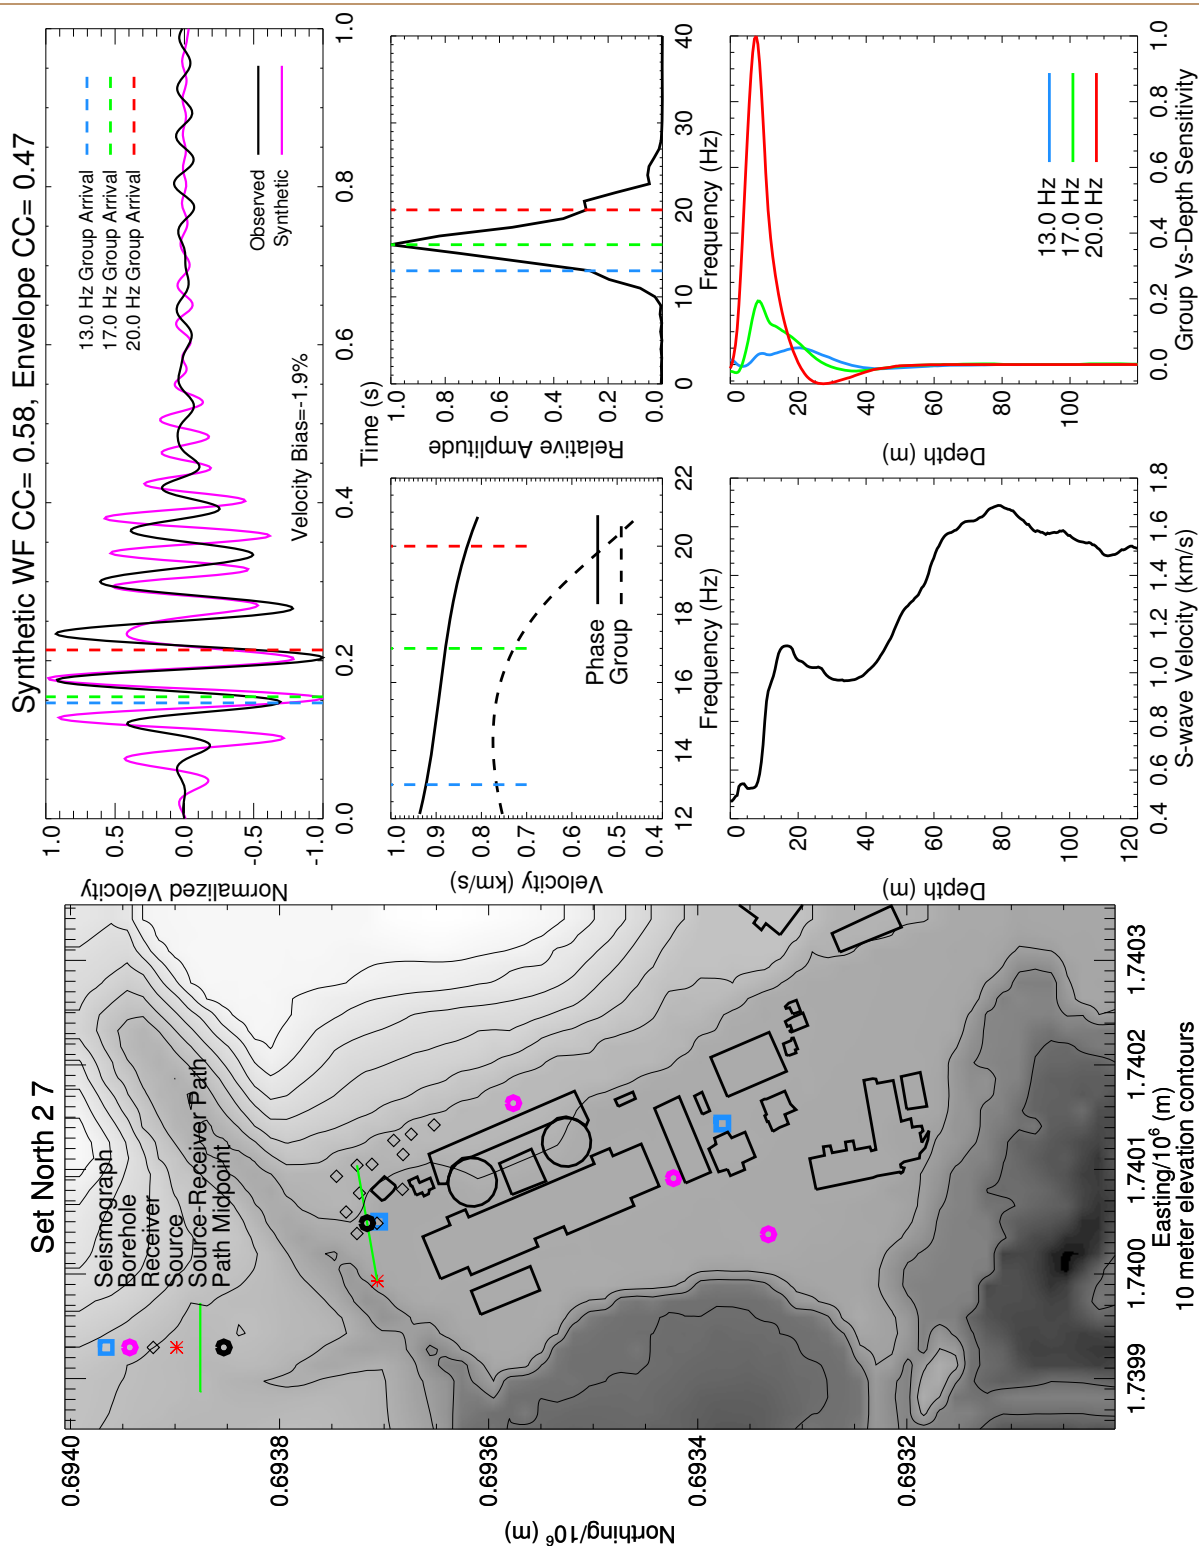 Set North 2 7
Seismograph
Borehole
Receiver
Source
Source-Receiver Path
Path Midpoint
0.6940
0.6938
0.6936
0.6934
0.6932
Northing/10⁶ (m)
1.7399
1.7400
1.7401
1.7402
1.7403
Easting/10⁶ (m)
10 meter elevation contours
Synthetic WF CC= 0.58, Envelope CC= 0.47
1.0
0.5
0.0
-0.5
-1.0
Normalized Velocity
13.0 Hz Group Arrival
17.0 Hz Group Arrival
20.0 Hz Group Arrival
Observed
Synthetic
Velocity Bias=-1.9%
0.0
0.2
0.4
0.6
0.8
1.0
Time (s)
1.0
0.9
0.8
0.7
0.6
0.5
0.4
Velocity (km/s)
Phase
Group
12
14
16
18
20
22
Frequency (Hz)
1.0
0.8
0.6
0.4
0.2
0.0
Relative Amplitude
0
10
20
30
40
Frequency (Hz)
0
20
40
60
80
100
120
Depth (m)
0.4
0.5
0.6
0.8
1.0
1.1
1.2
1.4
1.5
1.6
1.8
S-wave Velocity (km/s)
0
20
40
60
80
100
120
Depth (m)
13.0 Hz
17.0 Hz
20.0 Hz
0.0
0.2
0.4
0.6
0.8
1.0
Group Vs-Depth Sensitivity